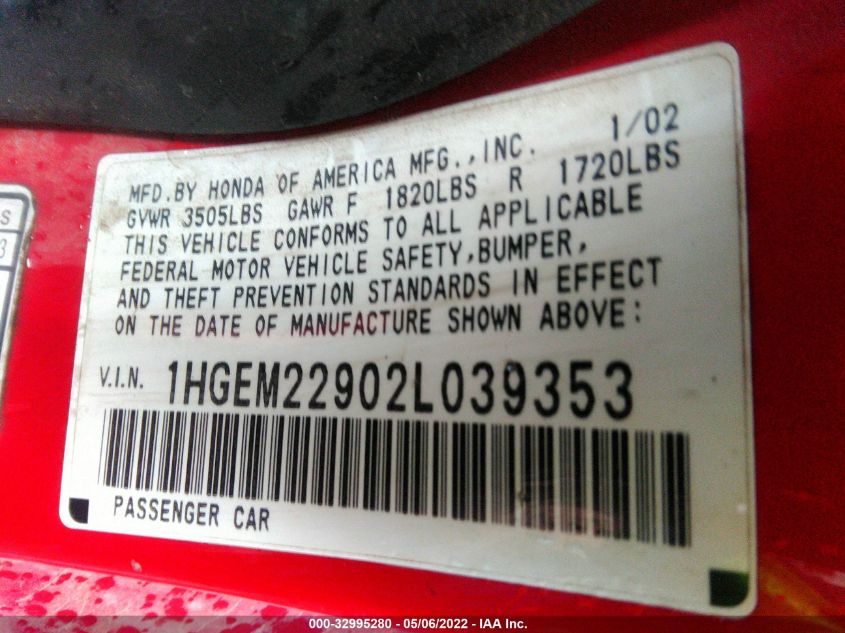 1/02
MFD.BY HONDA OF AMERICA MFG.,INC.
GVWR 3505LBS GAWR F 1820LBS R 1720LBS
THIS VEHICLE CONFORMS TO ALL APPLICABLE
FEDERAL MOTOR VEHICLE SAFETY,BUMPER,
AND THEFT PREVENTION STANDARDS IN EFFECT
ON THE DATE OF MANUFACTURE SHOWN ABOVE:
V.I.N. 1HGEM22902L039353
PASSENGER CAR
S
3
000-32995280 - 05/06/2022 - IAA Inc.